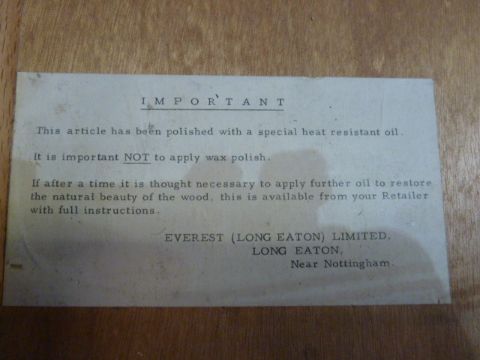 IMPORTANT
This article has been polished with a special heat resistant oil.
It is important NOT to apply wax polish.
If after a time it is thought necessary to apply further oil to restore
the natural beauty of the wood, this is available from your Retailer
with full instructions.
EVEREST (LONG EATON) LIMITED,
LONG EATON,
Near Nottingham.